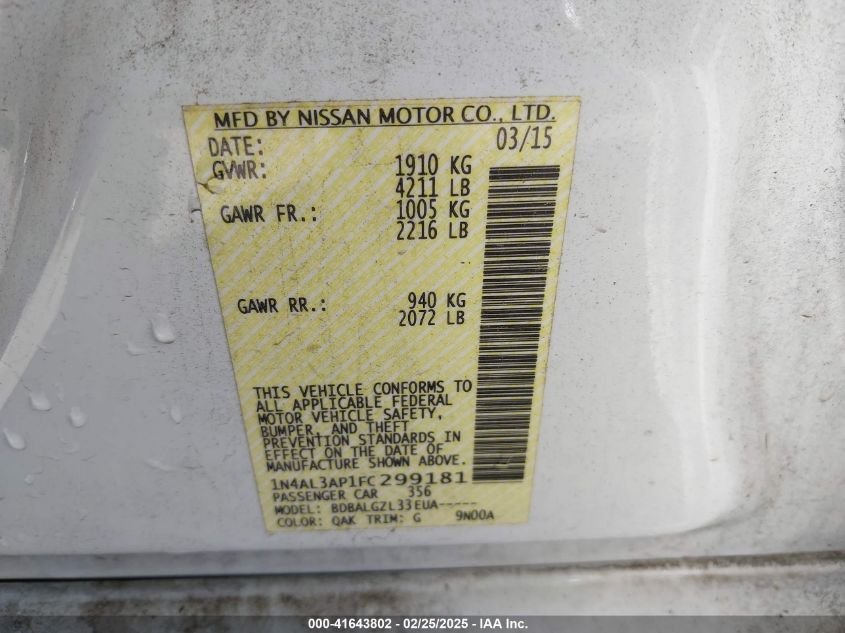 MFD BY NISSAN MOTOR CO., LTD.
DATE: 03/15
GVWR: 1910 KG
4211 LB
GAWR FR.: 1005 KG
2216 LB
GAWR RR.: 940 KG
2072 LB
THIS VEHICLE CONFORMS TO
ALL APPLICABLE FEDERAL
MOTOR VEHICLE SAFETY,
BUMPER, AND THEFT
PREVENTION STANDARDS IN
EFFECT ON THE DATE OF
MANUFACTURE SHOWN ABOVE.
1N4AL3AP1FC299181
PASSENGER CAR 356
MODEL: BDBALGZL33EUA-----
COLOR: QAK TRIM: G 9N00A
000-41643802 - 02/25/2025 - IAA Inc.